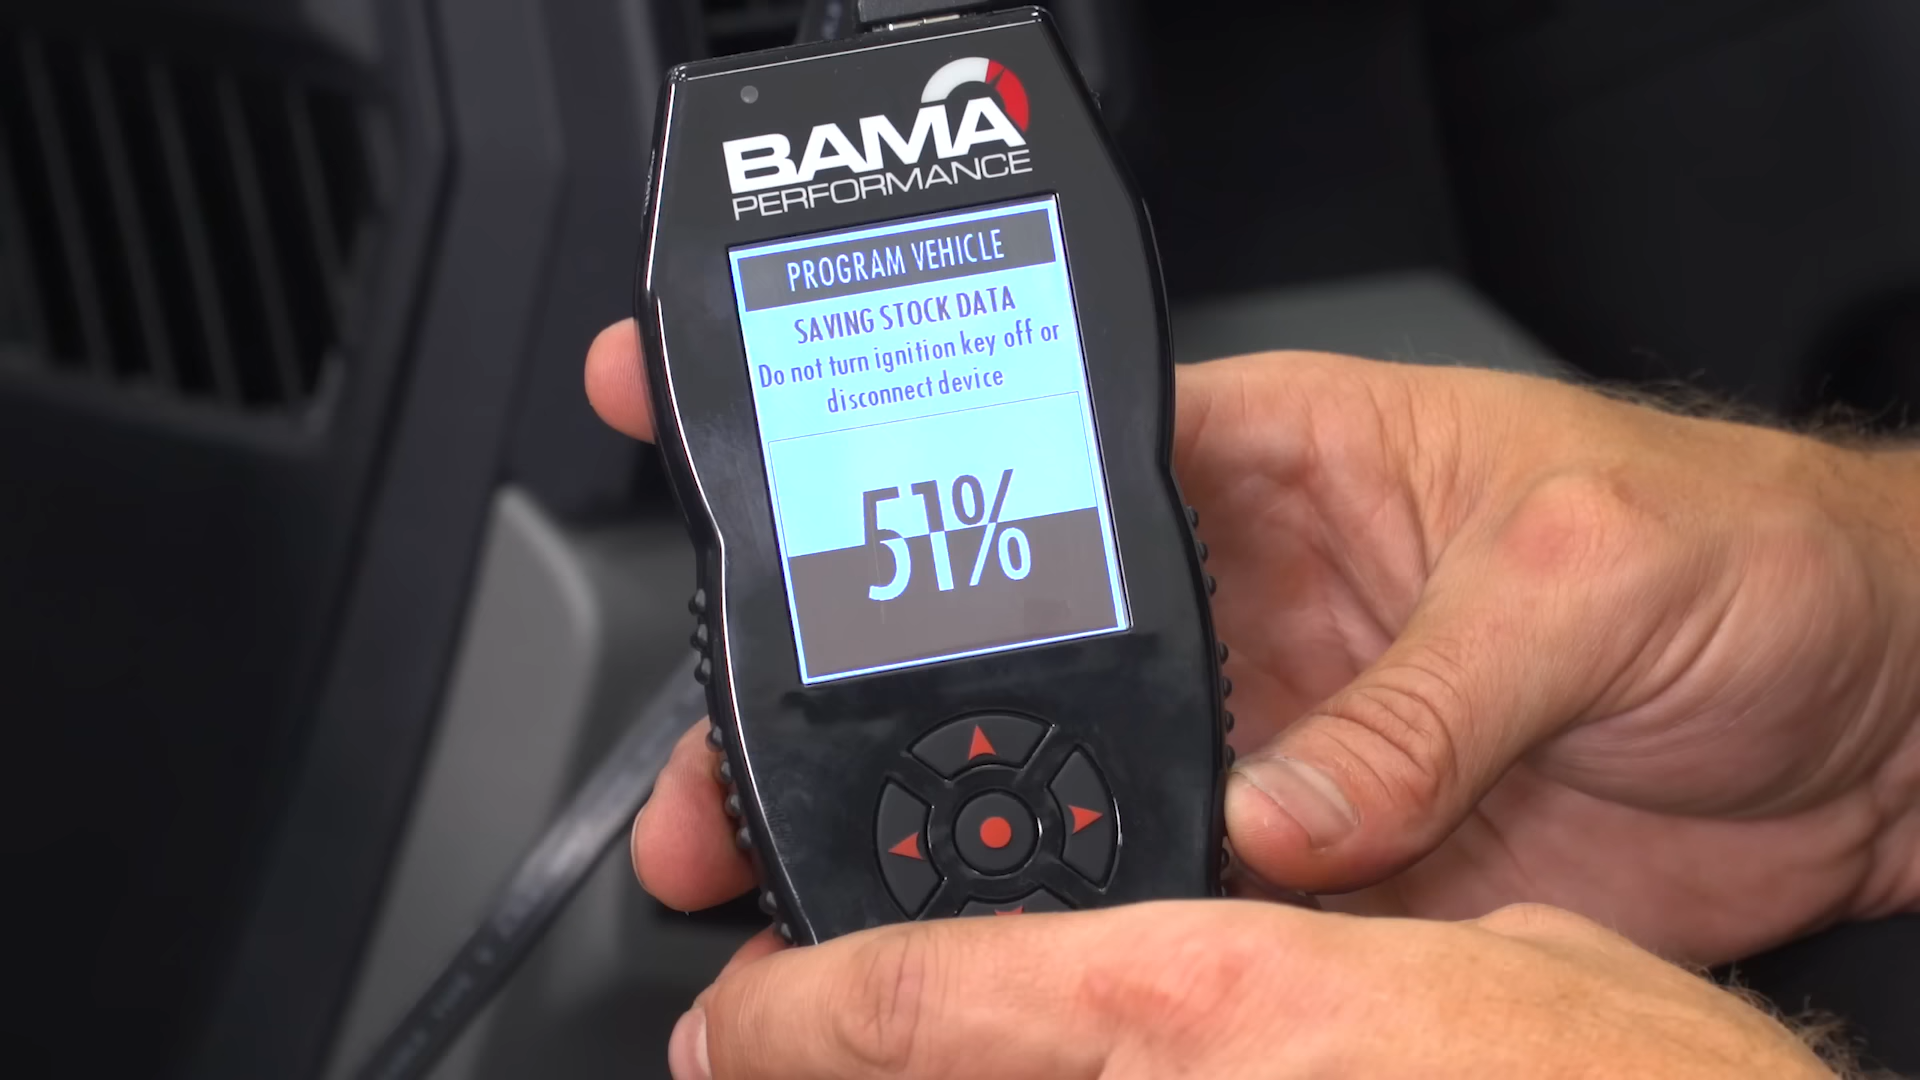 BAMA
PERFORMANCE
PROGRAM VEHICLE
SAVING STOCK DATA
Do not turn ignition key off or
disconnect device
51%